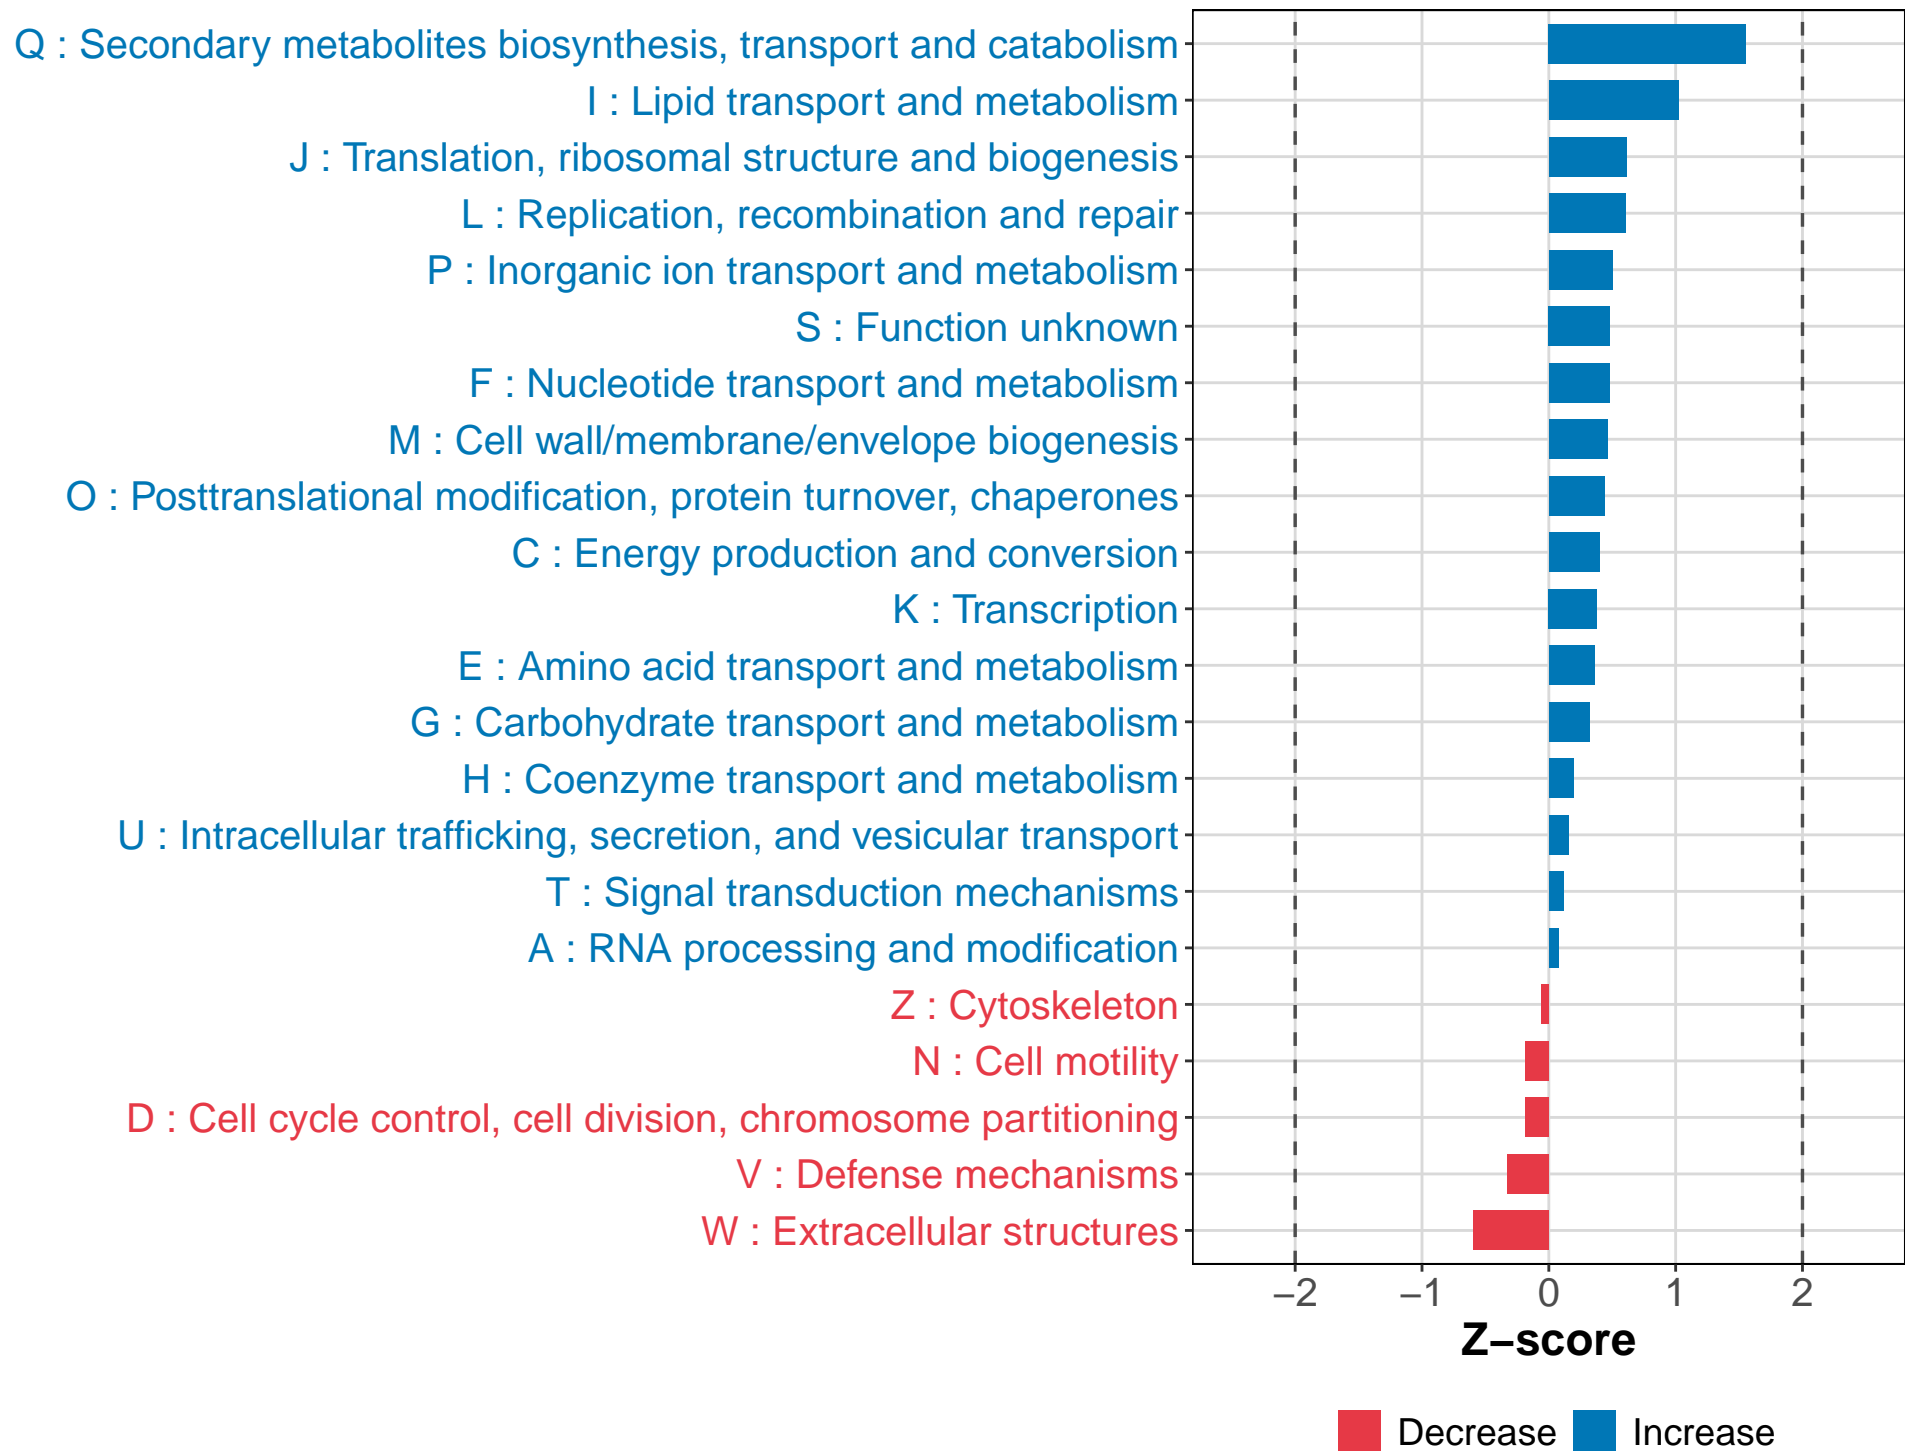 Q : Secondary metabolites biosynthesis, transport and catabolism
I : Lipid transport and metabolism
J : Translation, ribosomal structure and biogenesis
L : Replication, recombination and repair
P : Inorganic ion transport and metabolism
S : Function unknown
F : Nucleotide transport and metabolism
M : Cell wall/membrane/envelope biogenesis
O : Posttranslational modification, protein turnover, chaperones
C : Energy production and conversion
K : Transcription
E : Amino acid transport and metabolism
G : Carbohydrate transport and metabolism
H : Coenzyme transport and metabolism
U : Intracellular trafficking, secretion, and vesicular transport
T : Signal transduction mechanisms
A : RNA processing and modification
Z : Cytoskeleton
N : Cell motility
D : Cell cycle control, cell division, chromosome partitioning
V : Defense mechanisms
W : Extracellular structures
−2 −1 0 1 2
Z−score
Decrease Increase